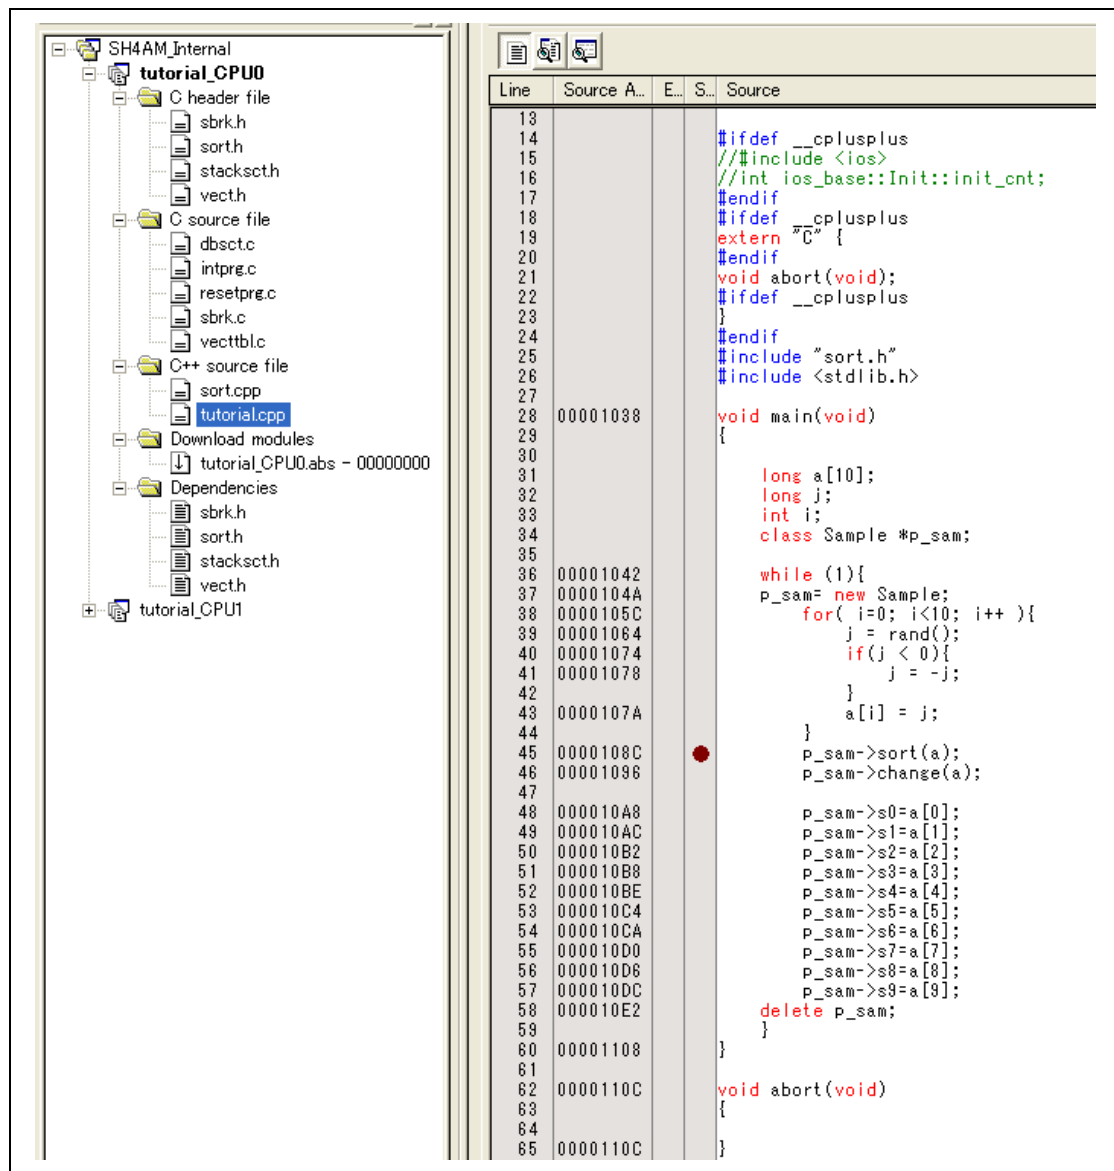 SH4AM_Internal
tutorial_CPU0
C header file
sbrk.h
sort.h
stacksct.h
vect.h
C source file
dbsct.c
intprg.c
resetprg.c
sbrk.c
vecttbl.c
C++ source file
sort.cpp
tutorial.cpp
Download modules
tutorial_CPU0.abs - 00000000
Dependencies
sbrk.h
sort.h
stacksct.h
vect.h
tutorial_CPU1
Line Source A... E... S... Source
13
14 #ifdef __cplusplus
15 //#include <ios>
16 //int ios_base::Init::init_cnt;
17 #endif
18 #ifdef __cplusplus
19 extern "C" {
20 #endif
21 void abort(void);
22 #ifdef __cplusplus
23 }
24 #endif
25 #include "sort.h"
26 #include <stdlib.h>
27
28 00001038 void main(void)
29 {
30
31 long a[10];
32 long j;
33 int i;
34 class Sample *p_sam;
35
36 00001042 while (1){
37 0000104A p_sam= new Sample;
38 0000105C for( i=0; i<10; i++ ){
39 00001064 j = rand();
40 00001074 if(j < 0){
41 00001078 j = -j;
42 }
43 0000107A a[i] = j;
44 }
45 0000108C p_sam->sort(a);
46 00001096 p_sam->change(a);
47
48 000010A8 p_sam->s0=a[0];
49 000010AC p_sam->s1=a[1];
50 000010B2 p_sam->s2=a[2];
51 000010B8 p_sam->s3=a[3];
52 000010BE p_sam->s4=a[4];
53 000010C4 p_sam->s5=a[5];
54 000010CA p_sam->s6=a[6];
55 000010D0 p_sam->s7=a[7];
56 000010D6 p_sam->s8=a[8];
57 000010DC p_sam->s9=a[9];
58 000010E2 delete p_sam;
59 }
60 00001108 }
61
62 0000110C void abort(void)
63 {
64
65 0000110C }